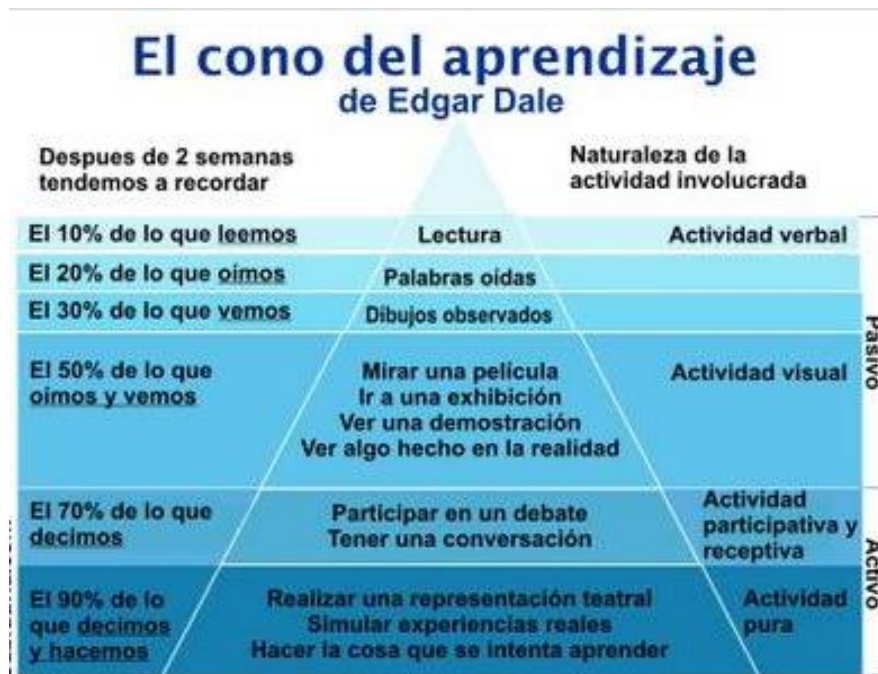 El cono del aprendizaje
de Edgar Dale
Despues de 2 semanas
tendemos a recordar
Naturaleza de la
actividad involucrada
El 10% de lo que leemos
Lectura
Actividad verbal
El 20% de lo que oimos
Palabras oidas
El 30% de lo que vemos
Dibujos observados
El 50% de lo que
oimos y vemos
Mirar una película
Ir a una exhibición
Ver una demostración
Ver algo hecho en la realidad
Actividad visual
Pasivo
El 70% de lo que
decimos
Participar en un debate
Tener una conversación
Actividad
participativa y
receptiva
El 90% de lo
que decimos
y hacemos
Realizar una representación teatral
Simular experiencias reales
Hacer la cosa que se intenta aprender
Actividad
pura
Activo